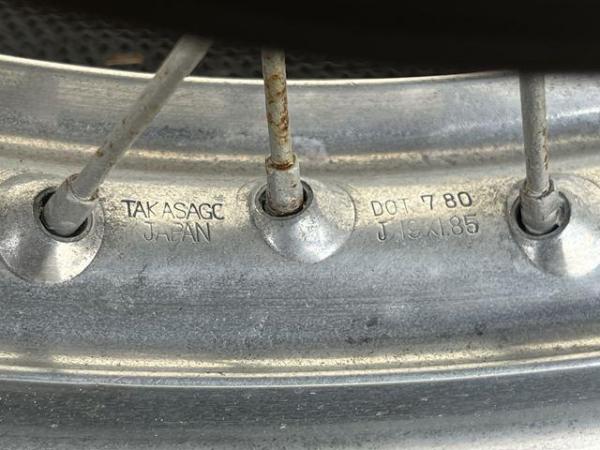 TAKASAGO
JAPAN
DOT 7 80
J 19x1.85